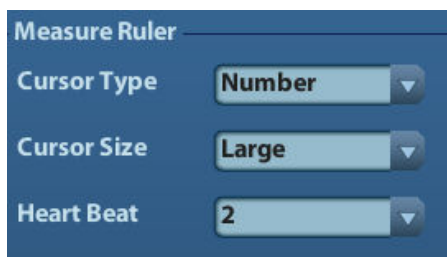 Measure Ruler
Cursor Type Number
Cursor Size Large
Heart Beat 2